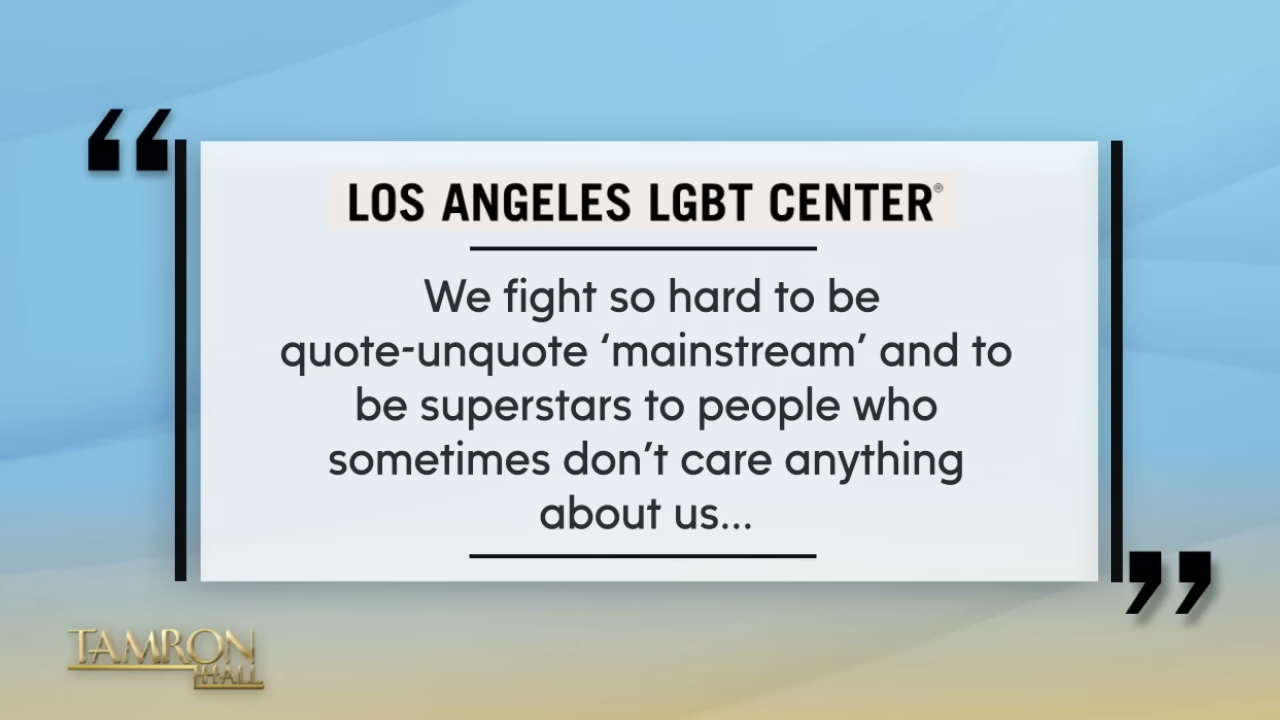 “
LOS ANGELES LGBT CENTER®
We fight so hard to be
quote-unquote ‘mainstream’ and to
be superstars to people who
sometimes don’t care anything
about us...
”
TAMRON
HALL